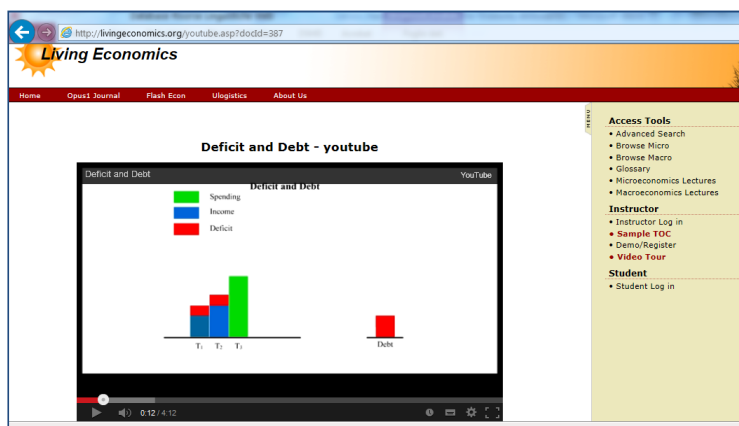 http://livingeconomics.org/youtube.asp?docId=387
Living Economics
Home Opus1 Journal Flash Econ Ulogistics About Us
MENU
Deficit and Debt - youtube
Deficit and Debt YouTube
Deficit and Debt
Spending
Income
Deficit
T1 T2 T3
Debt
0:12 / 4:12
Access Tools
• Advanced Search
• Browse Micro
• Browse Macro
• Glossary
• Microeconomics Lectures
• Macroeconomics Lectures
Instructor
• Instructor Log in
• Sample TOC
• Demo/Register
• Video Tour
Student
• Student Log in